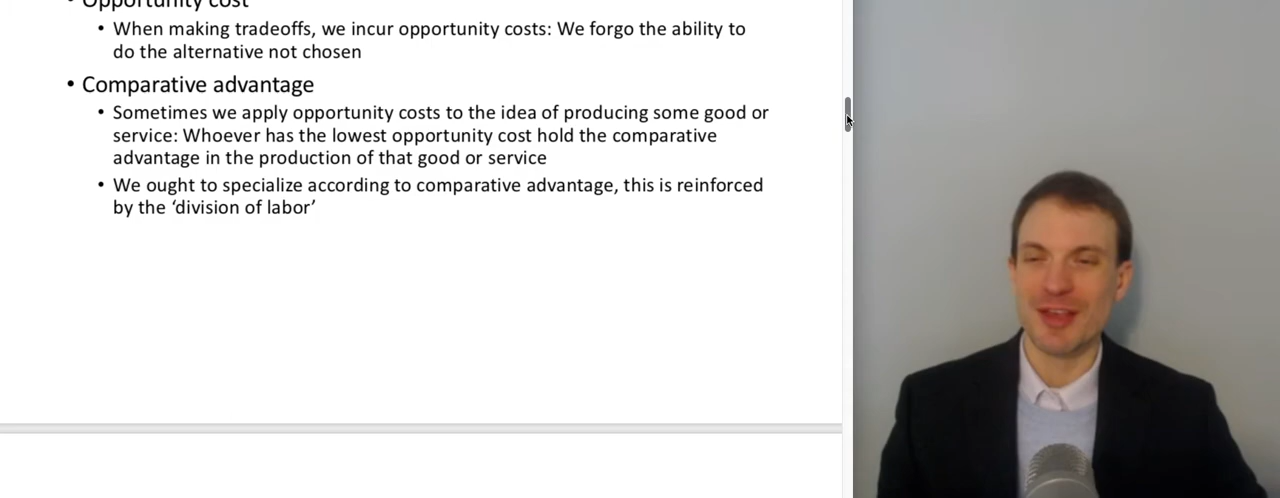 • Opportunity cost
• When making tradeoffs, we incur opportunity costs: We forgo the ability to
do the alternative not chosen
• Comparative advantage
• Sometimes we apply opportunity costs to the idea of producing some good or
service: Whoever has the lowest opportunity cost hold the comparative
advantage in the production of that good or service
• We ought to specialize according to comparative advantage, this is reinforced
by the ‘division of labor’